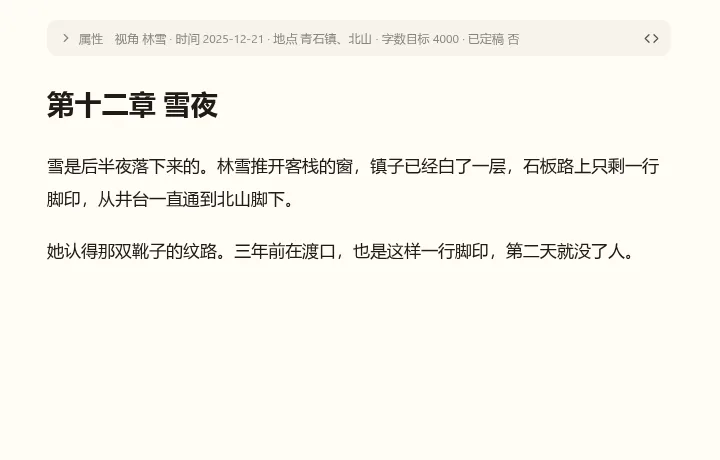 属性 视角 林雪 · 时间 2025-12-21 · 地点 青石镇、北山 · 字数目标 4000 · 已定稿 否
第十二章 雪夜
雪是后半夜落下来的。林雪推开客栈的窗，镇子已经白了一层，石板路上只剩一行
脚印，从井台一直通到北山脚下。
她认得那双靴子的纹路。三年前在渡口，也是这样一行脚印，第二天就没了人。